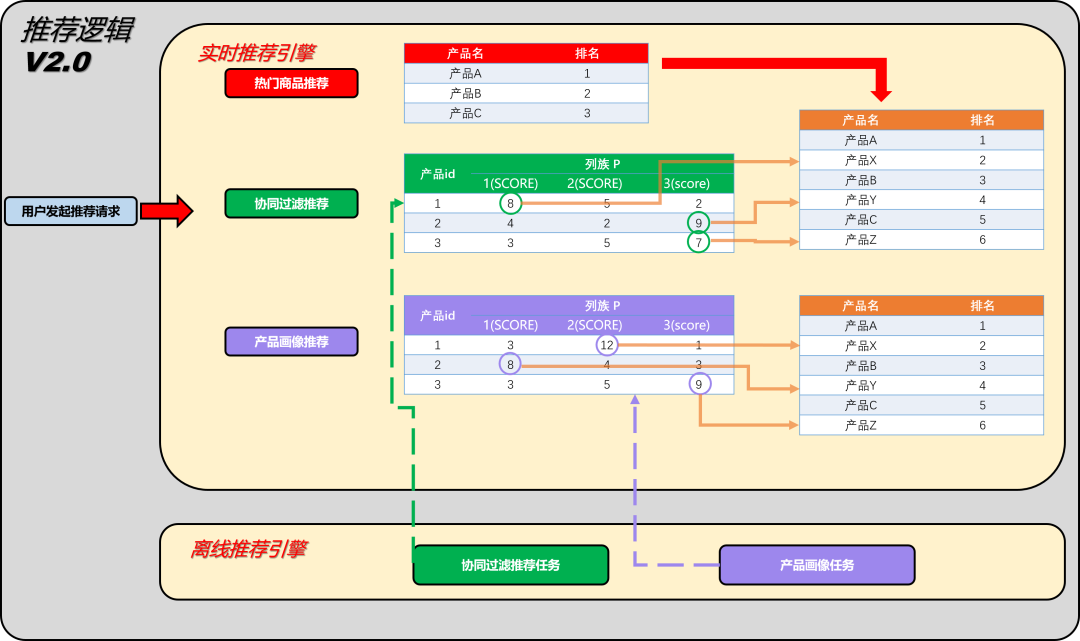 推荐逻辑
V2.0
实时推荐引擎
热门商品推荐
产品名 排名
产品A 1
产品B 2
产品C 3
产品名 排名
产品A 1
产品X 2
产品B 3
产品Y 4
产品C 5
产品Z 6
用户发起推荐请求
协同过滤推荐
产品id 列族 P
1(SCORE) 2(SCORE) 3(score)
1 8 5 2
2 4 2 9
3 3 5 7
产品画像推荐
产品id 列族 P
1(SCORE) 2(SCORE) 3(score)
1 3 12 1
2 8 4 3
3 3 5 9
产品名 排名
产品A 1
产品X 2
产品B 3
产品Y 4
产品C 5
产品Z 6
离线推荐引擎
协同过滤推荐任务
产品画像任务